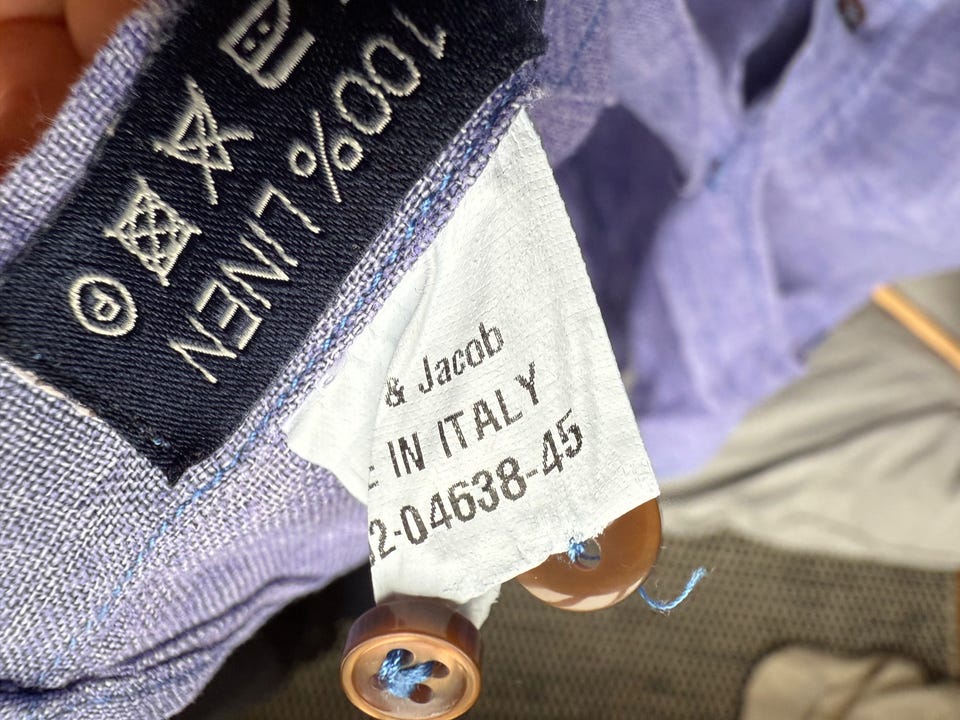 100% LINEN
& Jacob
E IN ITALY
2-04638-45